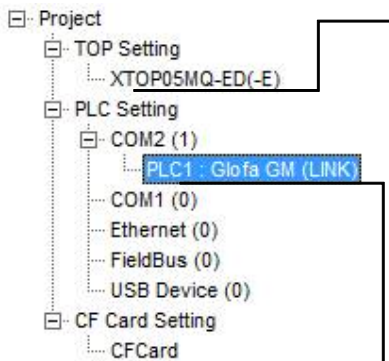 Project
TOP Setting
XTOP05MQ-ED(-E)
PLC Setting
COM2 (1)
PLC1 : Glofa GM (LINK)
COM1 (0)
Ethernet (0)
FieldBus (0)
USB Device (0)
CF Card Setting
CFCard